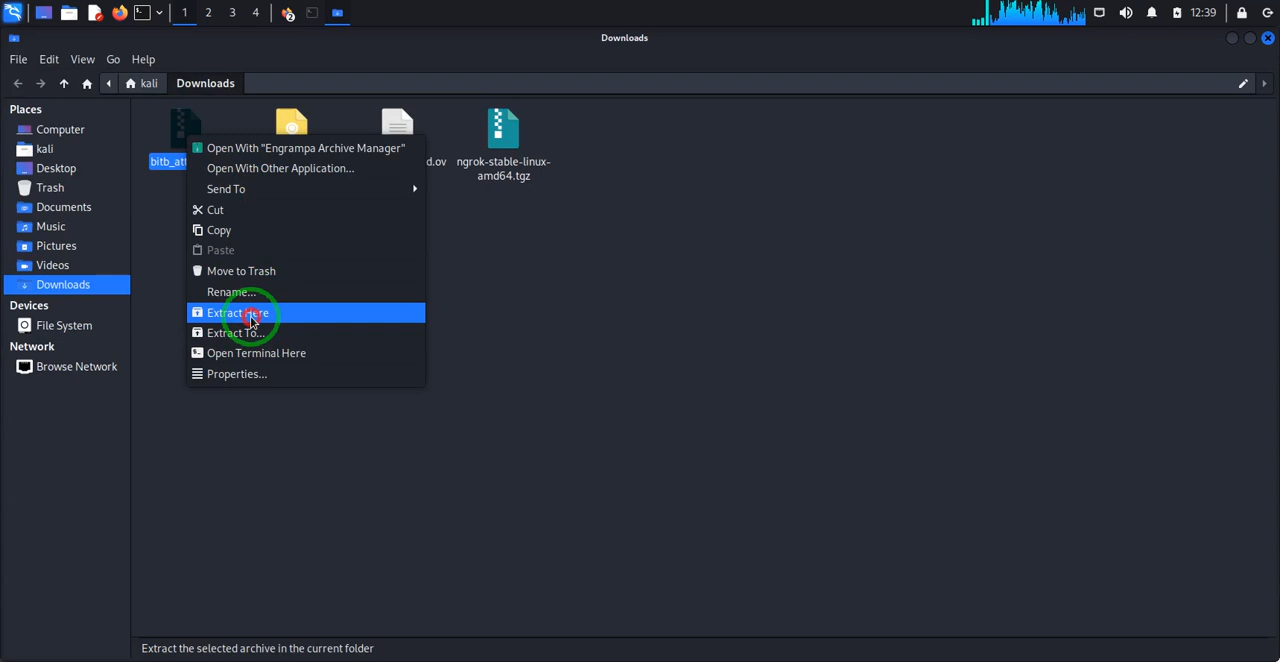 1 2 3 4 12:39
Downloads
File Edit View Go Help
kali Downloads
Places
Computer
kali
Desktop
Trash
Documents
Music
Pictures
Videos
Downloads
Devices
File System
Network
Browse Network
bitb_att
d.ov
ngrok-stable-linux-
amd64.tgz
Open With "Engrampa Archive Manager"
Open With Other Application...
Send To
Cut
Copy
Paste
Move to Trash
Rename...
Extract Here
Extract To...
Open Terminal Here
Properties...
Extract the selected archive in the current folder